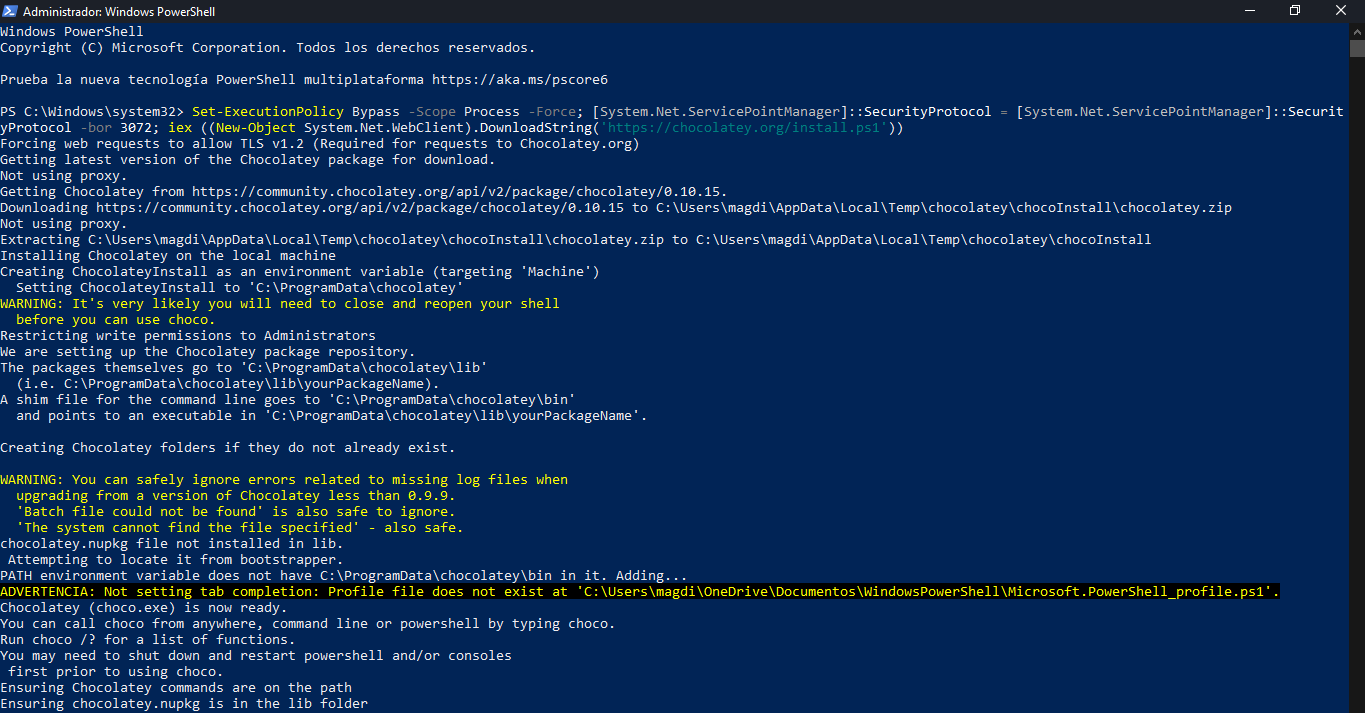 Administrador: Windows PowerShell
Windows PowerShell
Copyright (C) Microsoft Corporation. Todos los derechos reservados.
Prueba la nueva tecnología PowerShell multiplataforma https://aka.ms/pscore6
PS C:\Windows\system32> Set-ExecutionPolicy Bypass -Scope Process -Force; [System.Net.ServicePointManager]::SecurityProtocol = [System.Net.ServicePointManager]::Securit
yProtocol -bor 3072; iex ((New-Object System.Net.WebClient).DownloadString('https://chocolatey.org/install.ps1'))
Forcing web requests to allow TLS v1.2 (Required for requests to Chocolatey.org)
Getting latest version of the Chocolatey package for download.
Not using proxy.
Getting Chocolatey from https://community.chocolatey.org/api/v2/package/chocolatey/0.10.15.
Downloading https://community.chocolatey.org/api/v2/package/chocolatey/0.10.15 to C:\Users\magdi\AppData\Local\Temp\chocolatey\chocoInstall\chocolatey.zip
Not using proxy.
Extracting C:\Users\magdi\AppData\Local\Temp\chocolatey\chocoInstall\chocolatey.zip to C:\Users\magdi\AppData\Local\Temp\chocolatey\chocoInstall
Installing Chocolatey on the local machine
Creating ChocolateyInstall as an environment variable (targeting 'Machine')
  Setting ChocolateyInstall to 'C:\ProgramData\chocolatey'
WARNING: It's very likely you will need to close and reopen your shell
  before you can use choco.
Restricting write permissions to Administrators
We are setting up the Chocolatey package repository.
The packages themselves go to 'C:\ProgramData\chocolatey\lib'
  (i.e. C:\ProgramData\chocolatey\lib\yourPackageName).
A shim file for the command line goes to 'C:\ProgramData\chocolatey\bin'
  and points to an executable in 'C:\ProgramData\chocolatey\lib\yourPackageName'.
Creating Chocolatey folders if they do not already exist.
WARNING: You can safely ignore errors related to missing log files when
  upgrading from a version of Chocolatey less than 0.9.9.
  'Batch file could not be found' is also safe to ignore.
  'The system cannot find the file specified' - also safe.
chocolatey.nupkg file not installed in lib.
 Attempting to locate it from bootstrapper.
PATH environment variable does not have C:\ProgramData\chocolatey\bin in it. Adding...
ADVERTENCIA: Not setting tab completion: Profile file does not exist at 'C:\Users\magdi\OneDrive\Documentos\WindowsPowerShell\Microsoft.PowerShell_profile.ps1'.
Chocolatey (choco.exe) is now ready.
You can call choco from anywhere, command line or powershell by typing choco.
Run choco /? for a list of functions.
You may need to shut down and restart powershell and/or consoles
 first prior to using choco.
Ensuring Chocolatey commands are on the path
Ensuring chocolatey.nupkg is in the lib folder